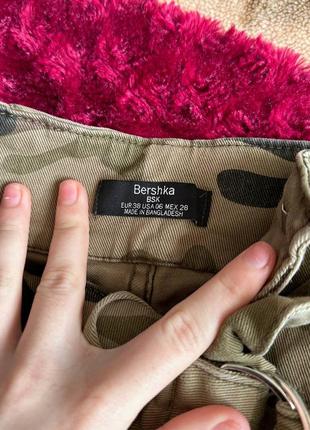 Bershka
BSK
EUR 38 USA 06 MEX 28
MADE IN BANGLADESH